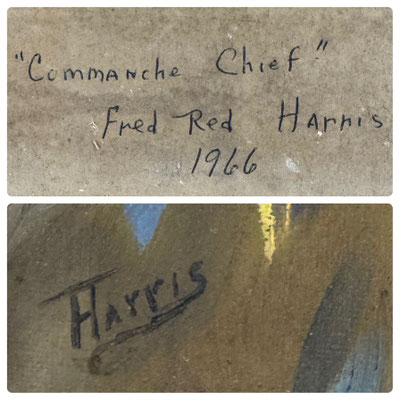 "Commanche Chief"
Fred Red Harris
1966
Harris